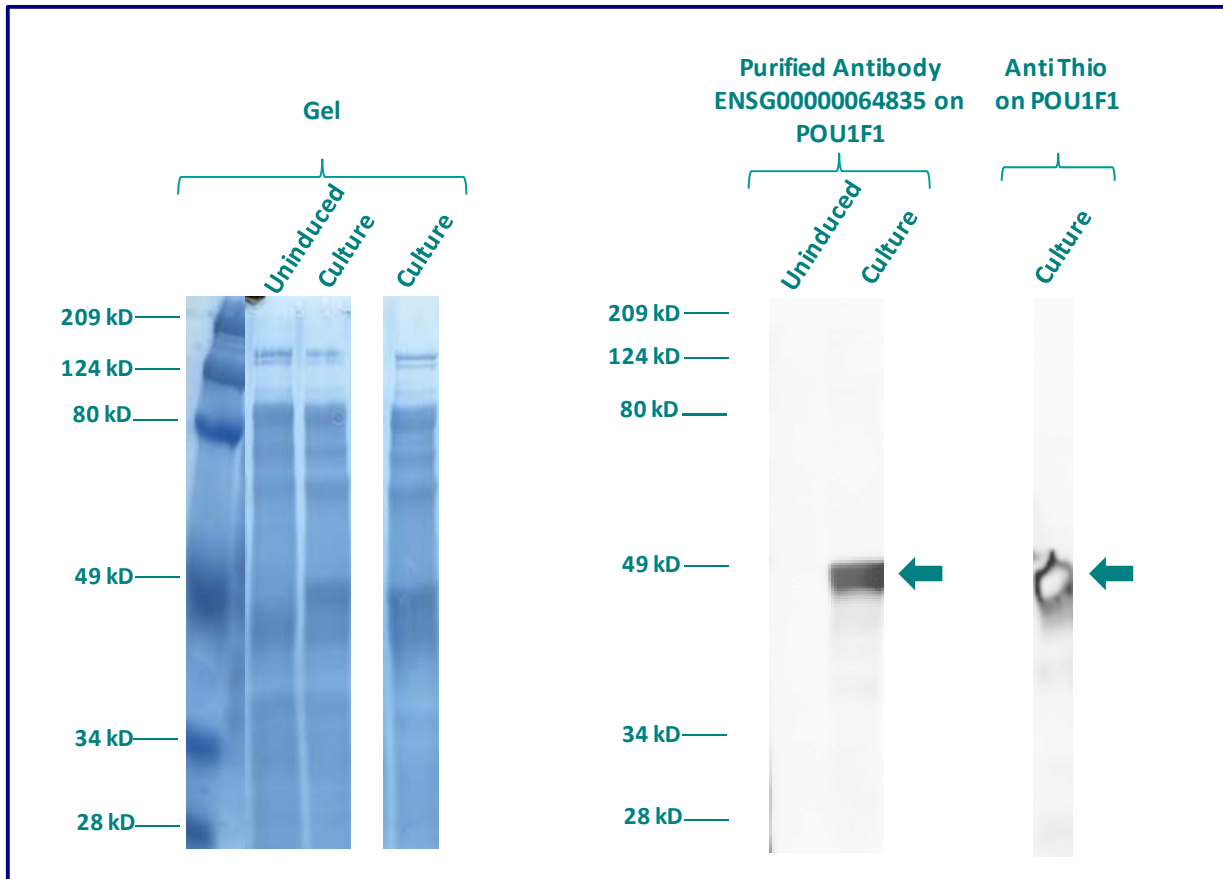 Gel
Uninduced
Culture
Culture
209 kD
124 kD
80 kD
49 kD
34 kD
28 kD
Purified Antibody
ENSG00000064835 on
POU1F1
Uninduced
Culture
Anti Thio
on POU1F1
Culture
209 kD
124 kD
80 kD
49 kD
34 kD
28 kD